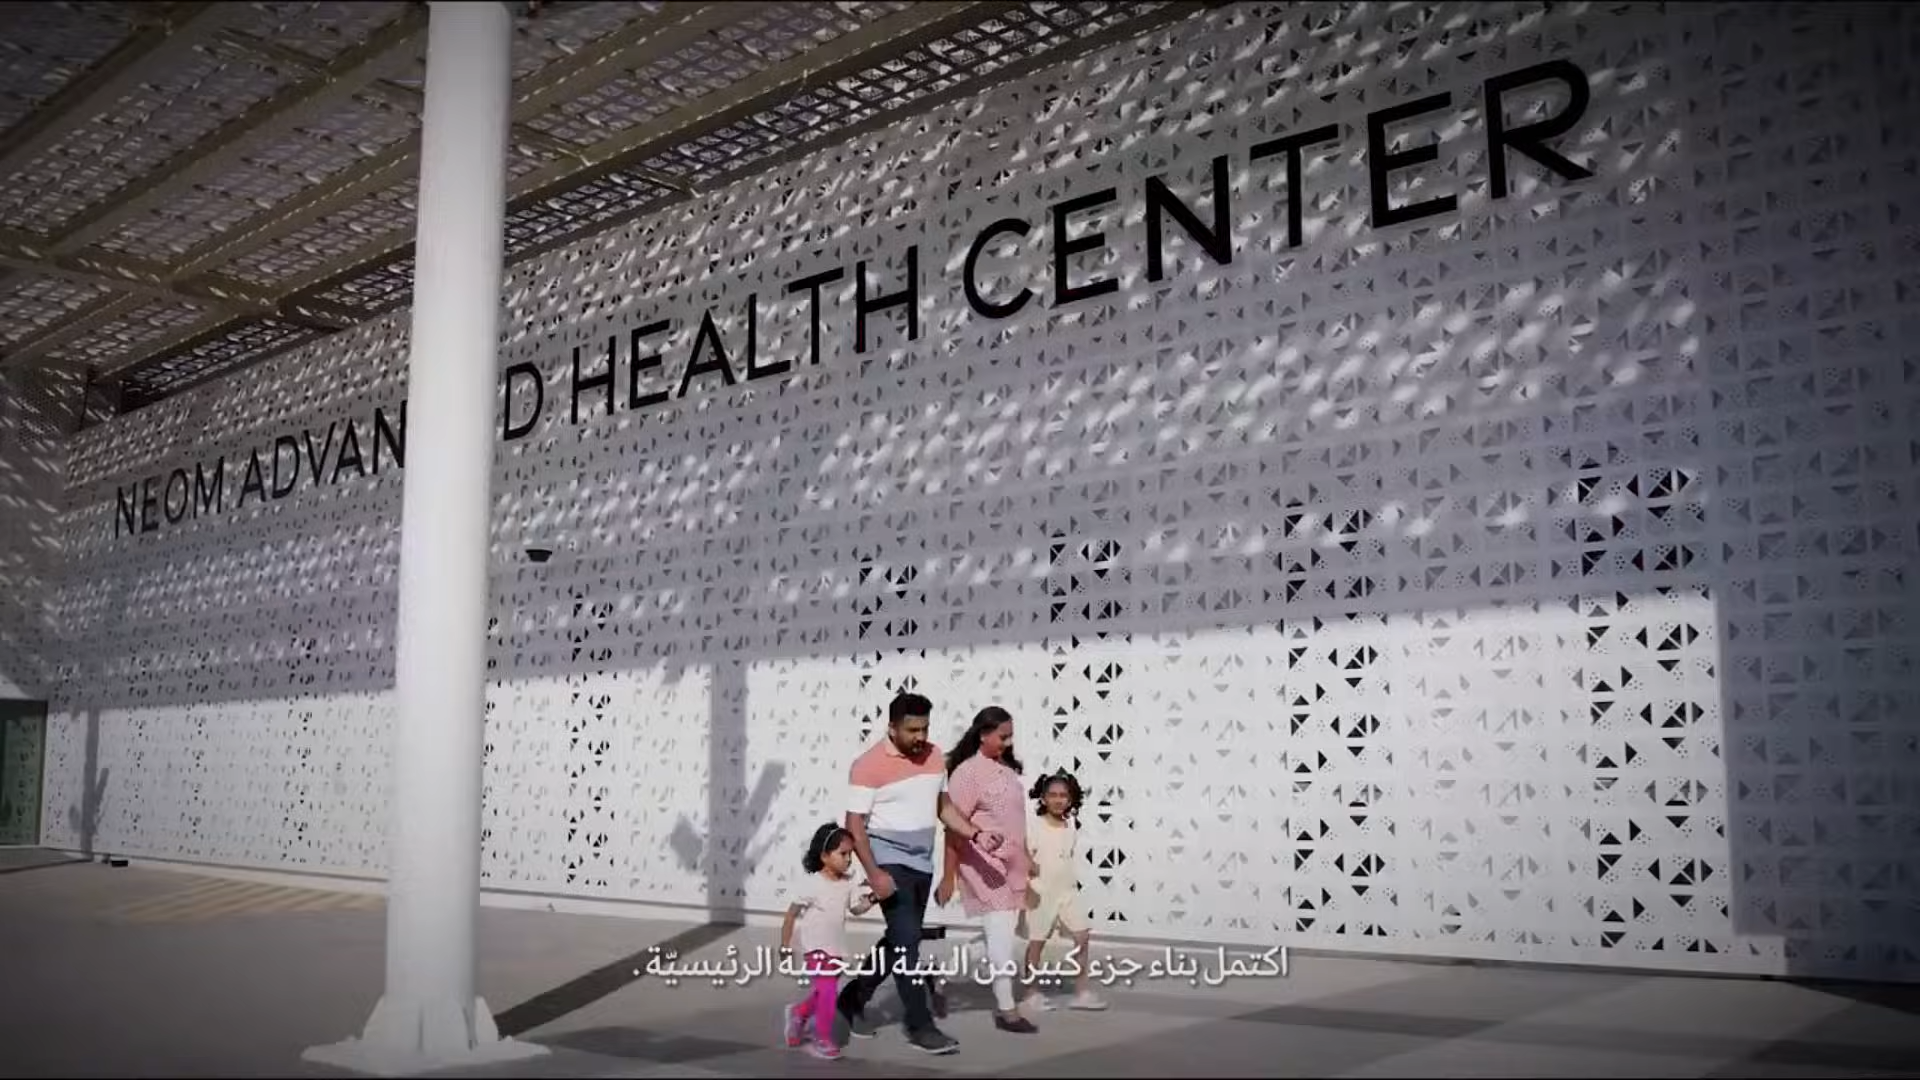 NEOM ADVAN D HEALTH CENTER
اكتمل بناء جزء كبير من البنية التحتية الرئيسيّة.